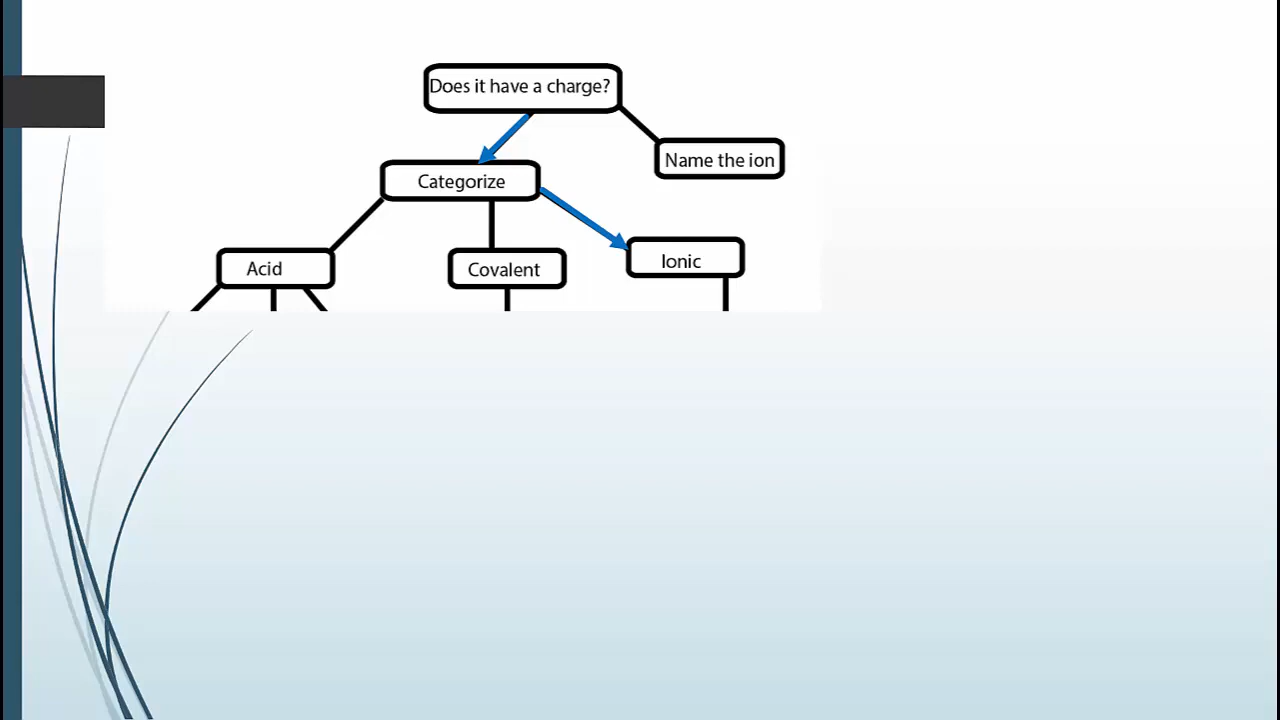 Does it have a charge?
Name the ion
Categorize
Acid
Covalent
Ionic